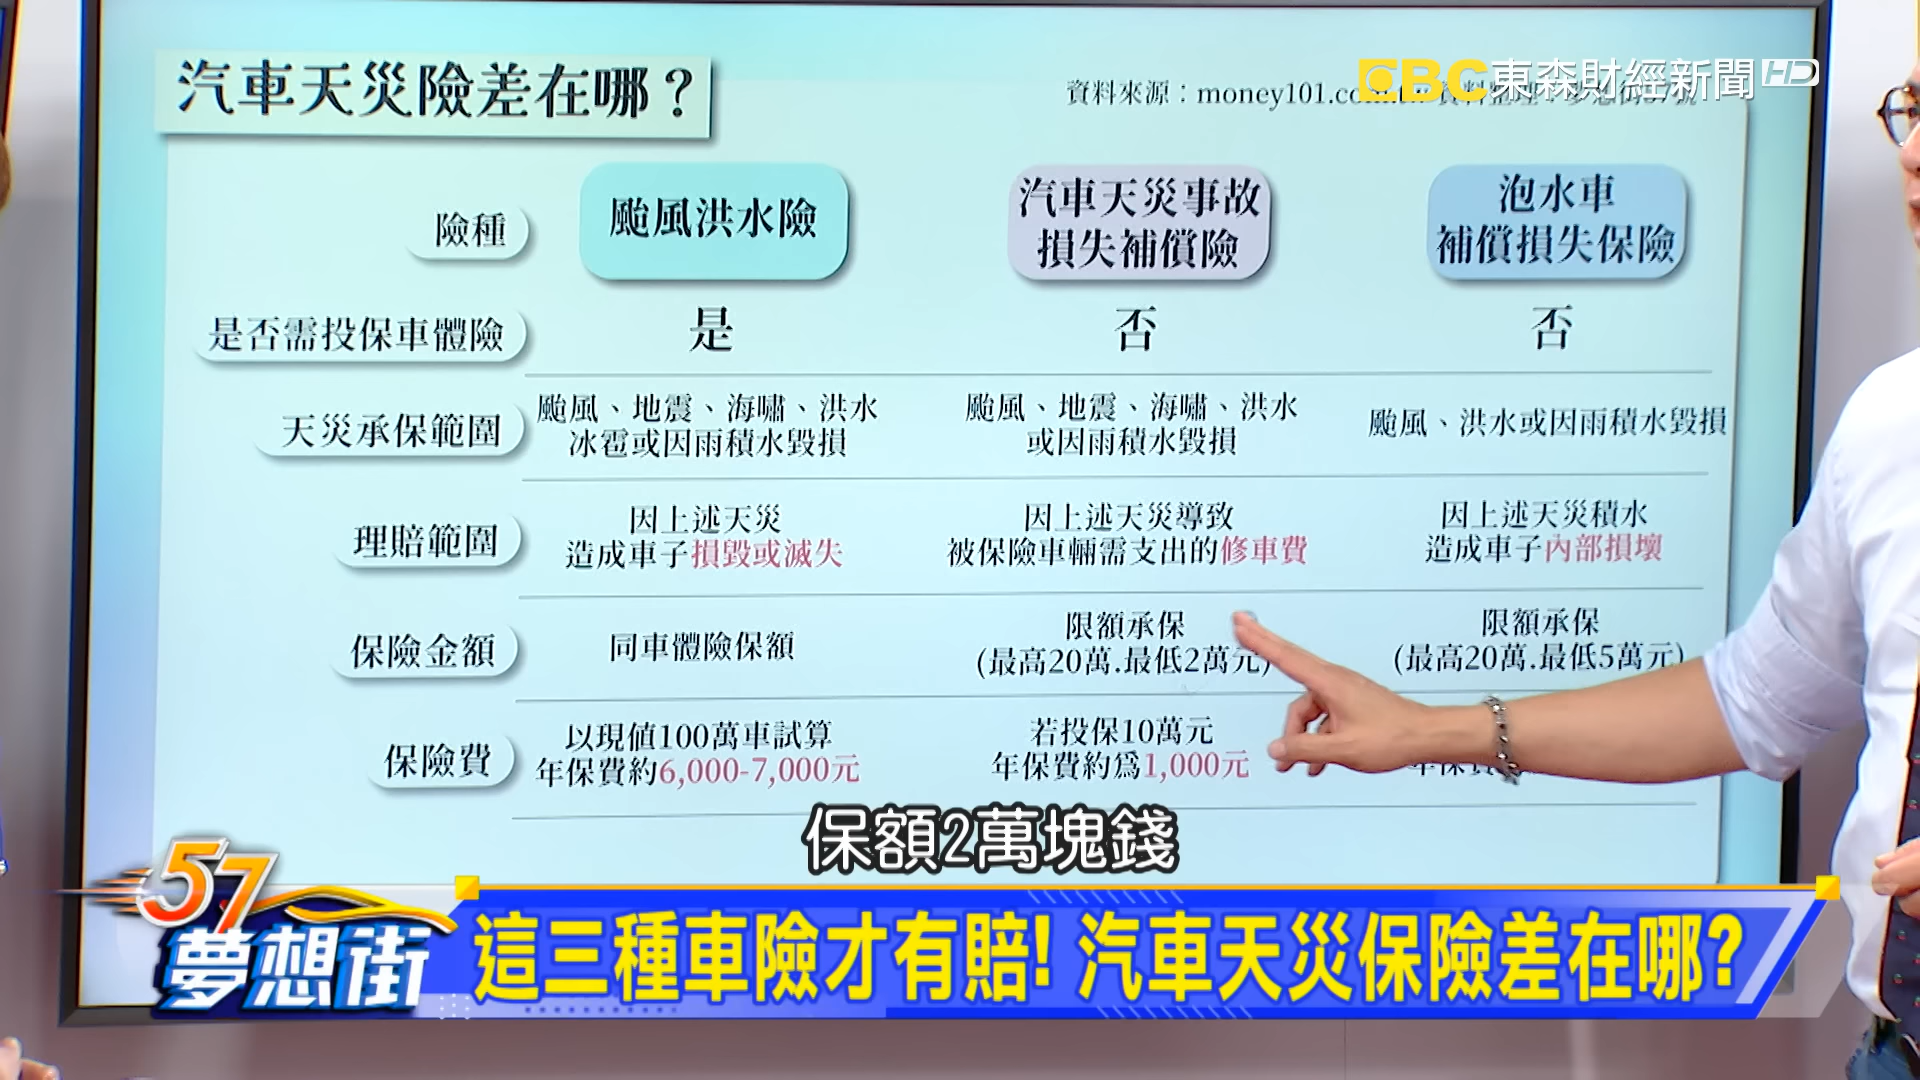 汽車天災險差在哪？
資料來源：money101.co
EBC 東森財經新聞 HD
險種
颱風洪水險
汽車天災事故
損失補償險
泡水車
補償損失保險
是否需投保車體險
是
否
否
天災承保範圍
颱風、地震、海嘯、洪水
冰雹或因雨積水毀損
颱風、地震、海嘯、洪水
或因雨積水毀損
颱風、洪水或因雨積水毀損
理賠範圍
因上述天災
造成車子損毀或滅失
因上述天災導致
被保險車輛需支出的修車費
因上述天災積水
造成車子內部損壞
保險金額
同車體險保額
限額承保
(最高20萬.最低2萬元)
限額承保
(最高20萬.最低5萬元)
保險費
以現値100萬車試算
年保費約6,000-7,000元
若投保10萬元
年保費約爲1,000元
保額2萬塊錢
57
夢想街
這三種車險才有賠! 汽車天災保險差在哪?